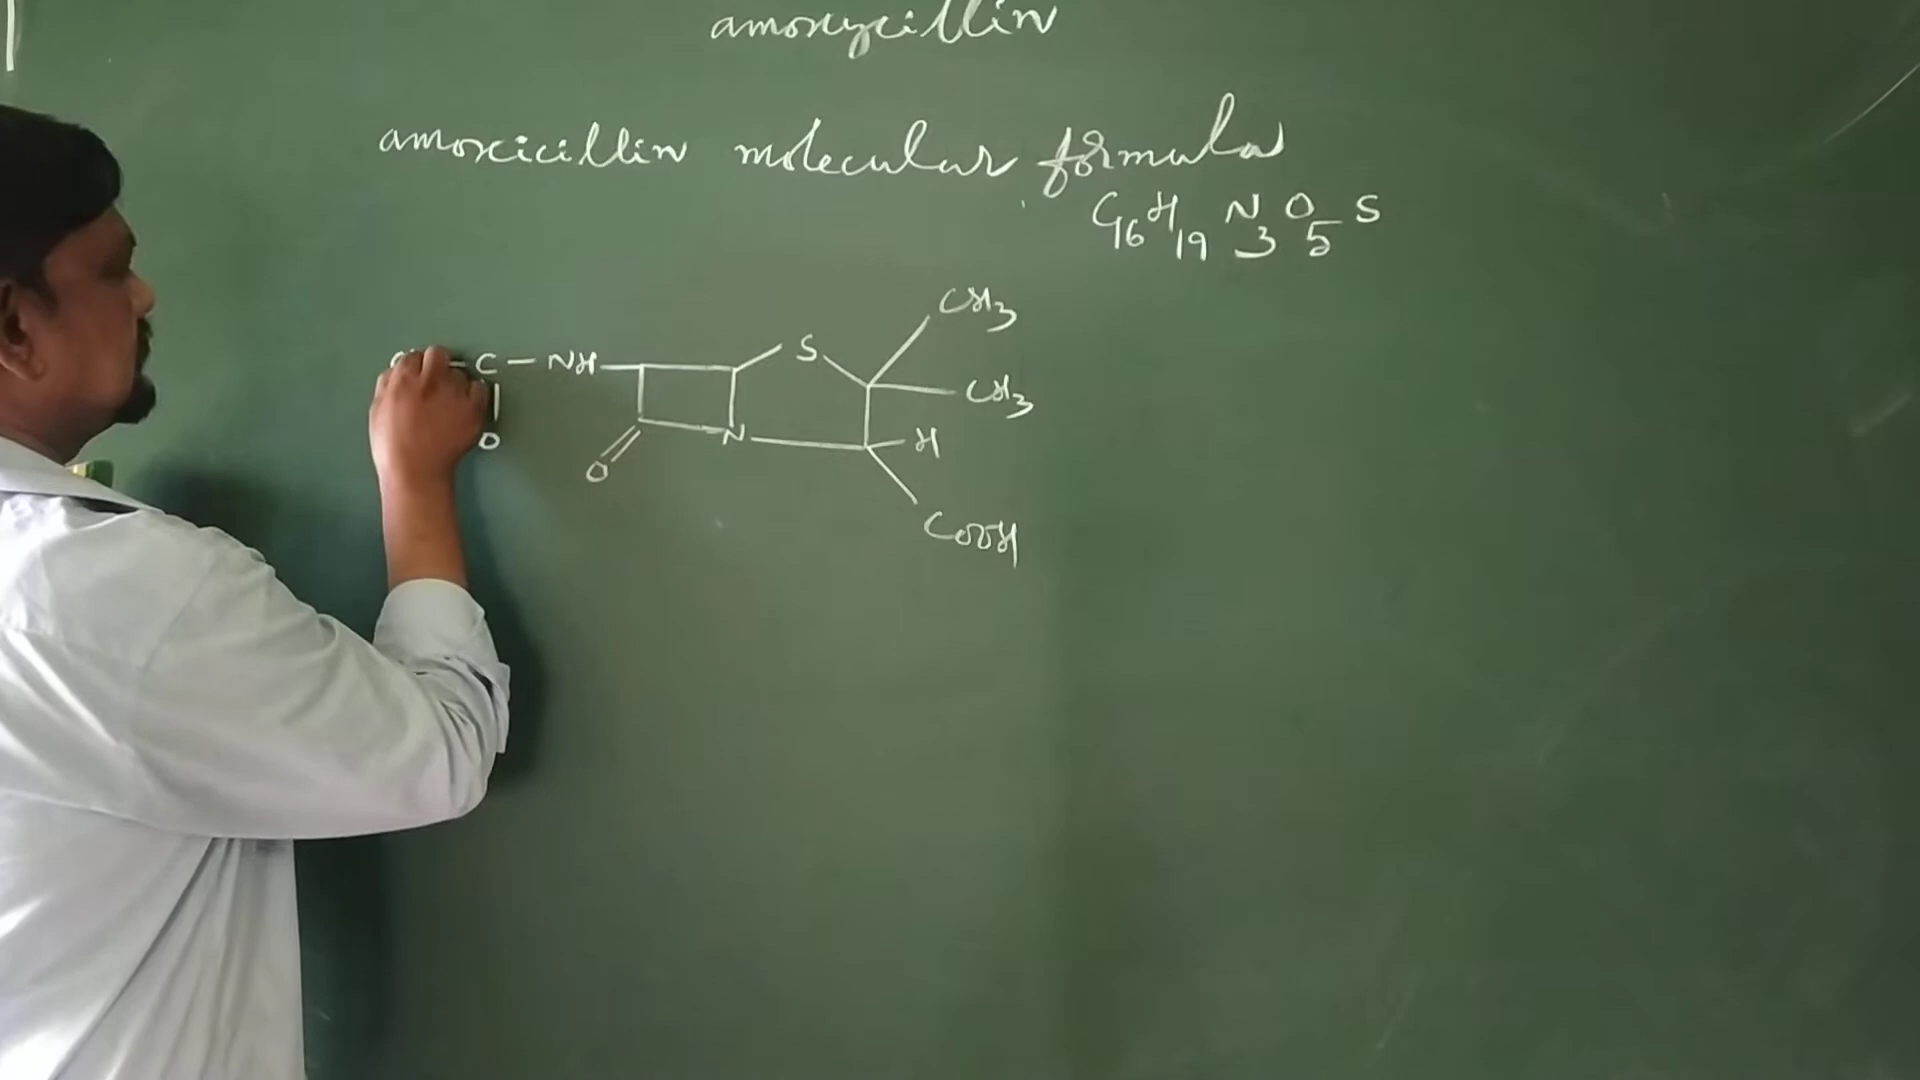 amoxycillin
amoxicillin molecular formula
C16 H19 N3 O5 S
CH3
C - NH S CH3
O O N H
COOH